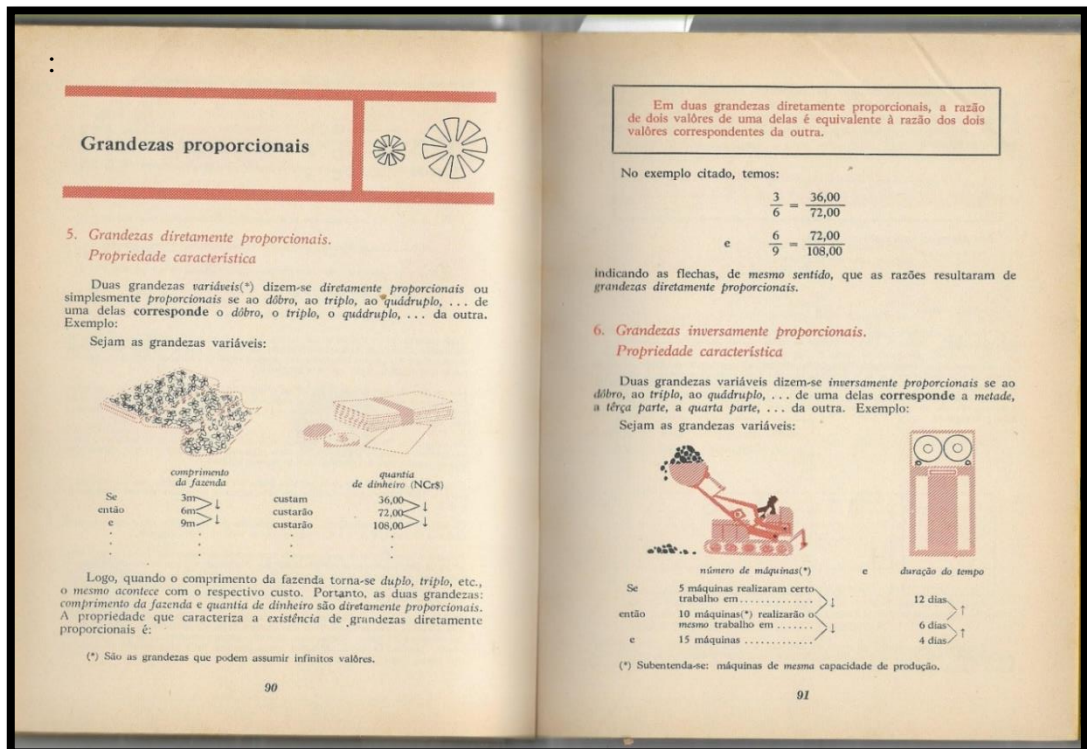 :
Grandezas proporcionais
5. Grandezas diretamente proporcionais.
Propriedade característica
Duas grandezas variáveis(*) dizem-se diretamente proporcionais ou
simplesmente proporcionais se ao dôbro, ao triplo, ao quádruplo, ... de
uma delas corresponde o dôbro, o triplo, o quádruplo, ... da outra.
Exemplo:
Sejam as grandezas variáveis:
comprimento
da fazenda
quantia
de dinheiro (NCr$)
Se 3m custam 36,00 ↓
então 6m custarão 72,00 ↓
e 9m custarão 108,00
. . . .
. . . .
. . . .
Logo, quando o comprimento da fazenda torna-se duplo, triplo, etc.,
o mesmo acontece com o respectivo custo. Portanto, as duas grandezas:
comprimento da fazenda e quantia de dinheiro são diretamente proporcionais.
A propriedade que caracteriza a existência de grandezas diretamente
proporcionais é:
(*) São as grandezas que podem assumir infinitos valôres.
90
Em duas grandezas diretamente proporcionais, a razão
de dois valôres de uma delas é equivalente à razão dos dois
valôres correspondentes da outra.
No exemplo citado, temos:
3/6 = 36,00/72,00
e 6/9 = 72,00/108,00
indicando as flechas, de mesmo sentido, que as razões resultaram de
grandezas diretamente proporcionais.
6. Grandezas inversamente proporcionais.
Propriedade característica
Duas grandezas variáveis dizem-se inversamente proporcionais se ao
dôbro, ao triplo, ao quádruplo, ... de uma delas corresponde a metade,
a têrça parte, a quarta parte, ... da outra. Exemplo:
Sejam as grandezas variáveis:
número de máquinas(*) e duração do tempo
Se 5 máquinas realizaram certo
trabalho em .............. ↓ 12 dias
então 10 máquinas(*) realizarão o ↑
mesmo trabalho em ....... ↓ 6 dias
e 15 máquinas .............. 4 dias ↑
(*) Subentenda-se: máquinas de mesma capacidade de produção.
91